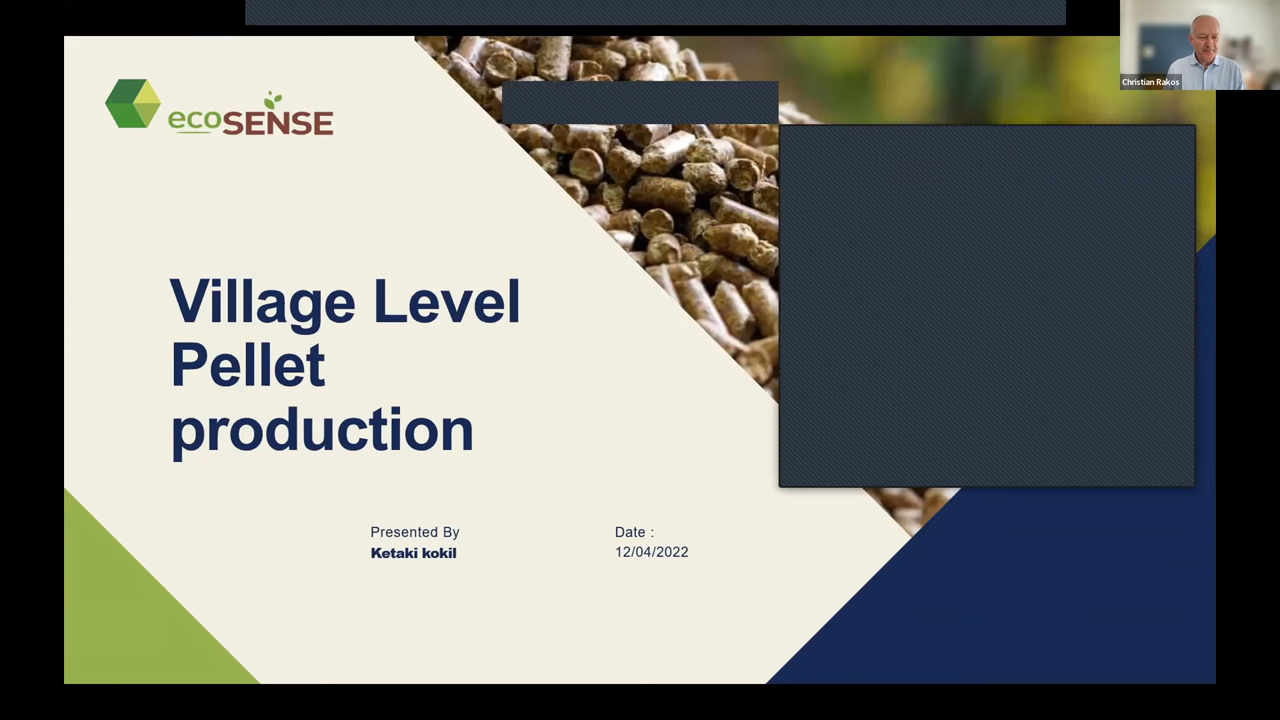 Christian Rakos
ecoSENSE
Village Level
Pellet
production
Presented By
Ketaki kokil
Date :
12/04/2022